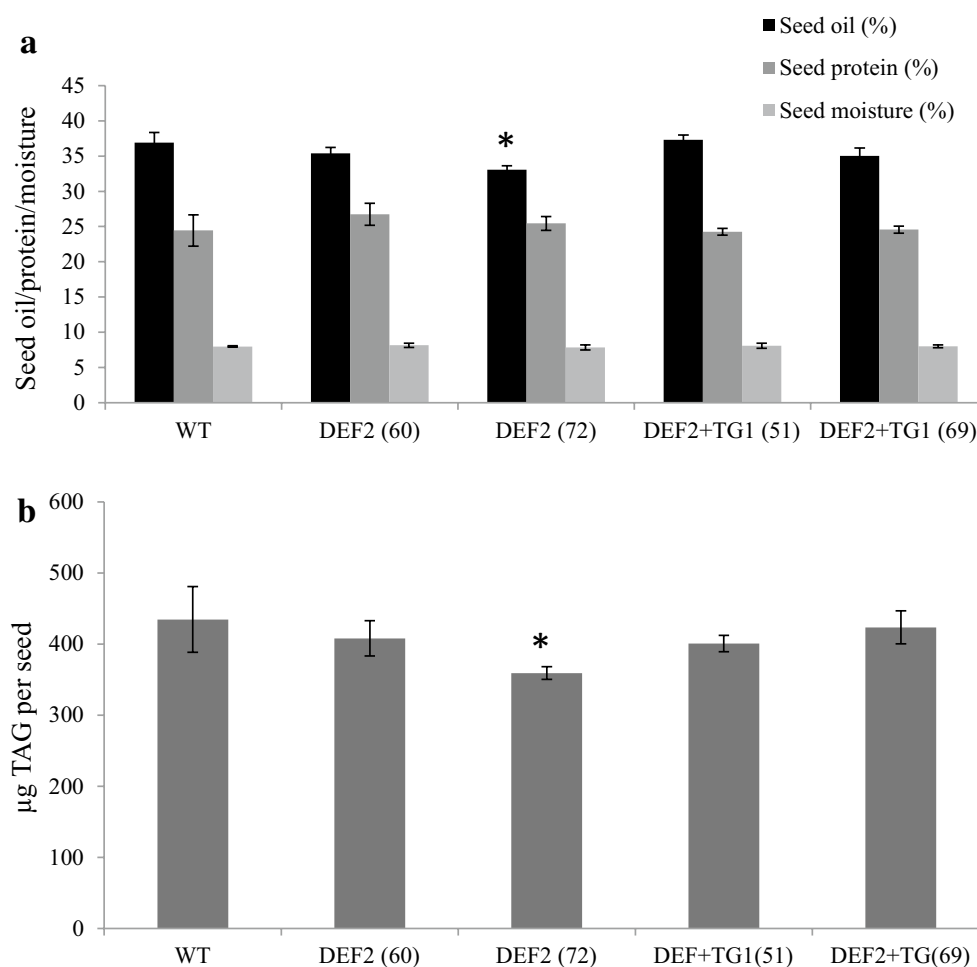 a
Seed oil (%)
Seed protein (%)
Seed moisture (%)
Seed oil/protein/moisture
45
40
35
30
25
20
15
10
5
0
*
WT
DEF2 (60)
DEF2 (72)
DEF2+TG1 (51)
DEF2+TG1 (69)
b
µg TAG per seed
600
500
400
300
200
100
0
*
WT
DEF2 (60)
DEF2 (72)
DEF+TG1(51)
DEF2+TG(69)